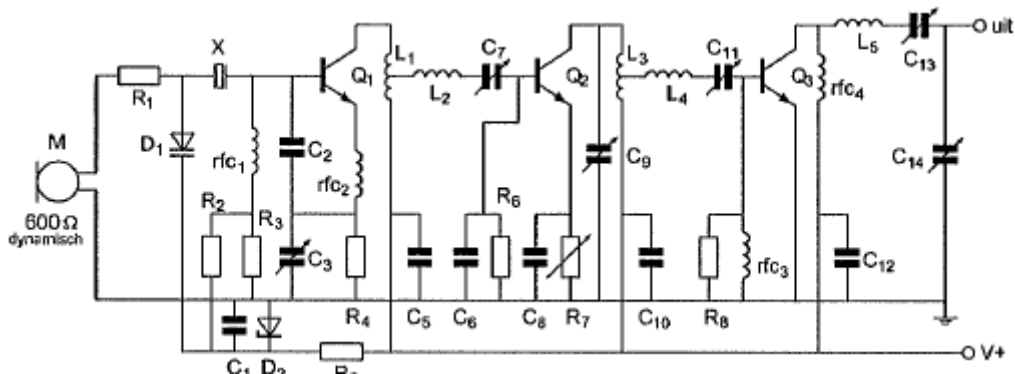 X
R1
M
D1
rfc1
C2
Q1
L1
L2
C7
Q2
L3
L4
C11
Q3
rfc4
L5
C13
uit
rfc2
C9
C14
600Ω
dynamisch
R2
R3
C3
R6
rfc3
C12
R4
C5
C6
C8
R7
C10
R8
C1
D2
V+